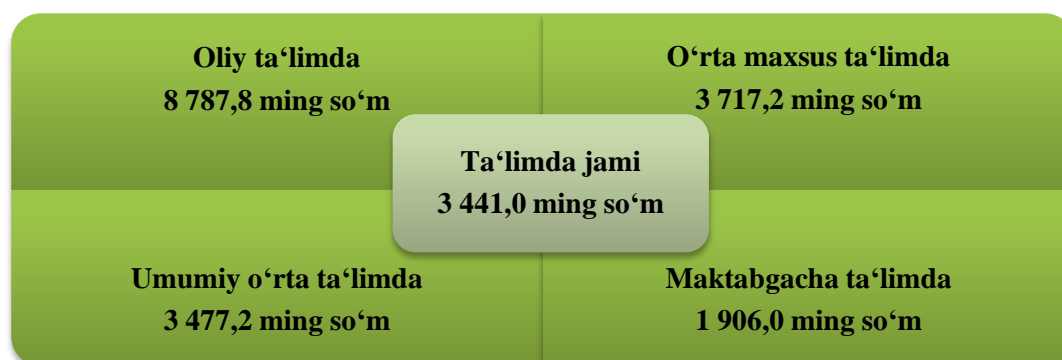 Oliy ta‘limda
8 787,8 ming so‘m
O‘rta maxsus ta‘limda
3 717,2 ming so‘m
Ta‘limda jami
3 441,0 ming so‘m
Umumiy o‘rta ta‘limda
3 477,2 ming so‘m
Maktabgacha ta‘limda
1 906,0 ming so‘m